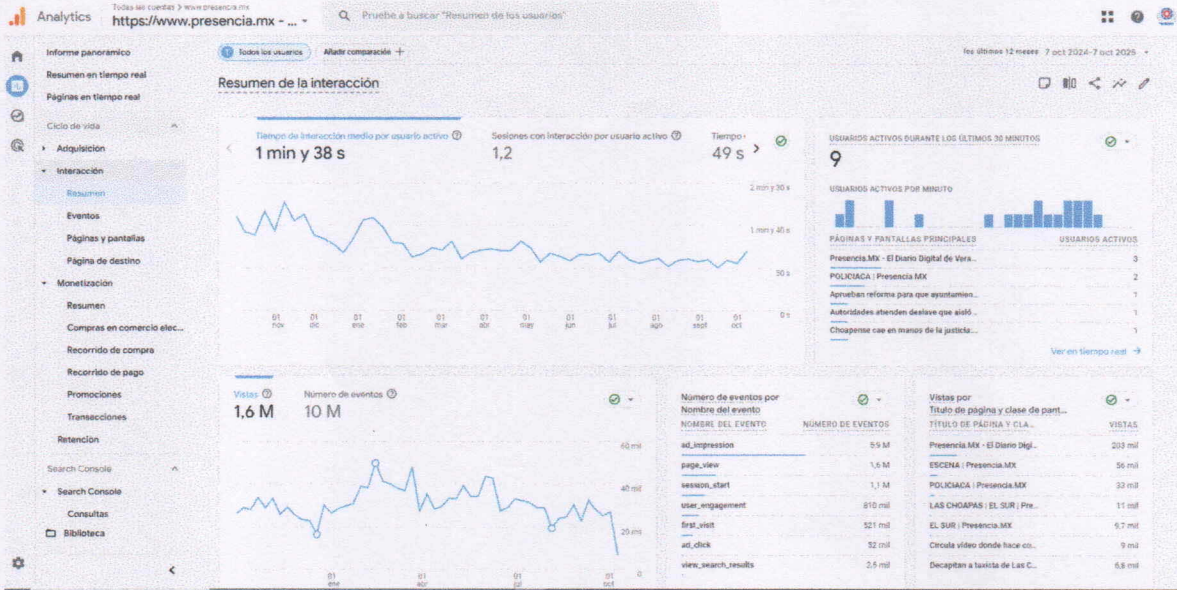 Analytics
Todas las cuentas > www.presencia.mx
https://www.presencia.mx - ...
Pruebe a buscar "Resumen de los usuarios"
Informe panorámico
Resumen en tiempo real
Páginas en tiempo real
Ciclo de vida
Adquisición
Interacción
Resumen
Eventos
Páginas y pantallas
Página de destino
Monetización
Resumen
Compras en comercio elec...
Recorrido de compra
Recorrido de pago
Promociones
Transacciones
Retención
Search Console
Search Console
Consultas
Biblioteca
Todos los usuarios
Añadir comparación +
los últimos 12 meses 7 oct 2024-7 oct 2025
Resumen de la interacción
Tiempo de interacción medio por usuario activo
1 min y 38 s
Sesiones con interacción por usuario activo
1,2
Tiempo
49 s
2 min y 30 s
1 min y 40 s
50 s
0 s
01 nov
01 dic
01 ene
01 feb
01 mar
01 abr
01 may
01 jun
01 jul
01 ago
01 sept
01 oct
USUARIOS ACTIVOS DURANTE LOS ÚLTIMOS 30 MINUTOS
9
USUARIOS ACTIVOS POR MINUTO
PÁGINAS Y PANTALLAS PRINCIPALES USUARIOS ACTIVOS
Presencia.MX - El Diario Digital de Vera... 3
POLICIACA | Presencia.MX 2
Aprueban reforma para que ayuntamien... 1
Autoridades atienden deslave que aisló... 1
Choapense cae en manos de la justicia:... 1
Ver en tiempo real
Vistas
1,6 M
Número de eventos
10 M
60 mil
40 mil
20 mil
0
01 ene
01 abr
01 jul
01 oct
Número de eventos por
Nombre del evento
NOMBRE DEL EVENTO NÚMERO DE EVENTOS
ad_impression 5,9 M
page_view 1,6 M
session_start 1,1 M
user_engagement 810 mil
first_visit 521 mil
ad_click 52 mil
view_search_results 2,6 mil
Vistas por
Título de página y clase de pant...
TÍTULO DE PÁGINA Y CLA... VISTAS
Presencia.MX - El Diario Digi... 203 mil
ESCENA | Presencia.MX 56 mil
POLICIACA | Presencia.MX 33 mil
LAS CHOAPAS | EL SUR | Pre... 11 mil
EL SUR | Presencia.MX 9,7 mil
Circula video donde hace co... 9 mil
Decapitan a taxista de Las C... 6,8 mil